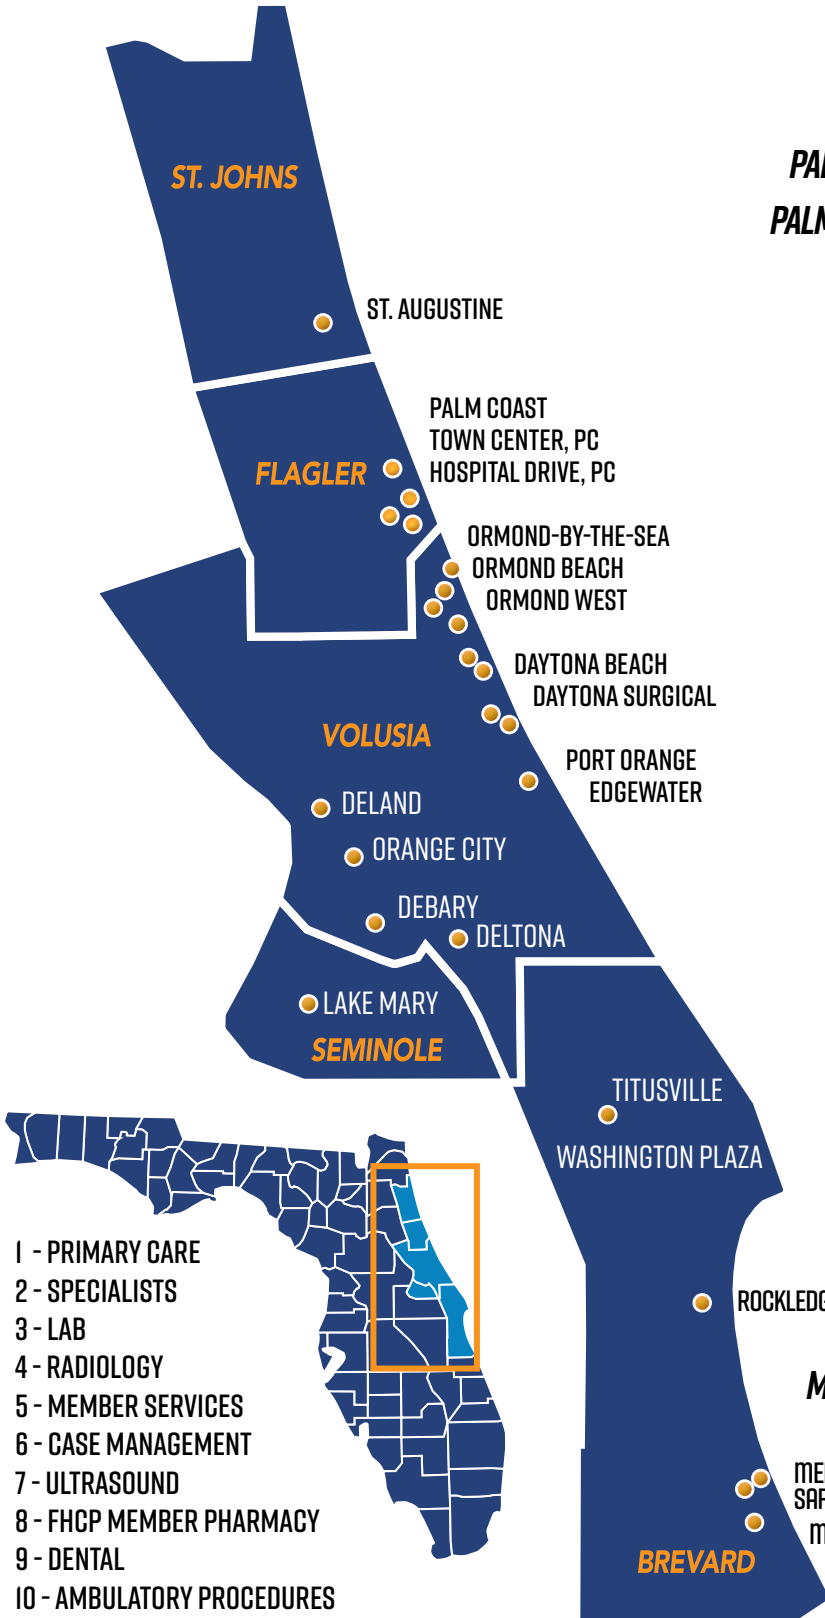 ST. JOHNS
ST. AUGUSTINE
PALM COAST
TOWN CENTER, PC
HOSPITAL DRIVE, PC
FLAGLER
ORMOND-BY-THE-SEA
ORMOND BEACH
ORMOND WEST
DAYTONA BEACH
DAYTONA SURGICAL
VOLUSIA
PORT ORANGE
EDGEWATER
DELAND
ORANGE CITY
DEBARY
DELTONA
LAKE MARY
SEMINOLE
TITUSVILLE
WASHINGTON PLAZA
BREVARD
1 - PRIMARY CARE
2 - SPECIALISTS
3 - LAB
4 - RADIOLOGY
5 - MEMBER SERVICES
6 - CASE MANAGEMENT
7 - ULTRASOUND
8 - FHCP MEMBER PHARMACY
9 - DENTAL
10 - AMBULATORY PROCEDURES